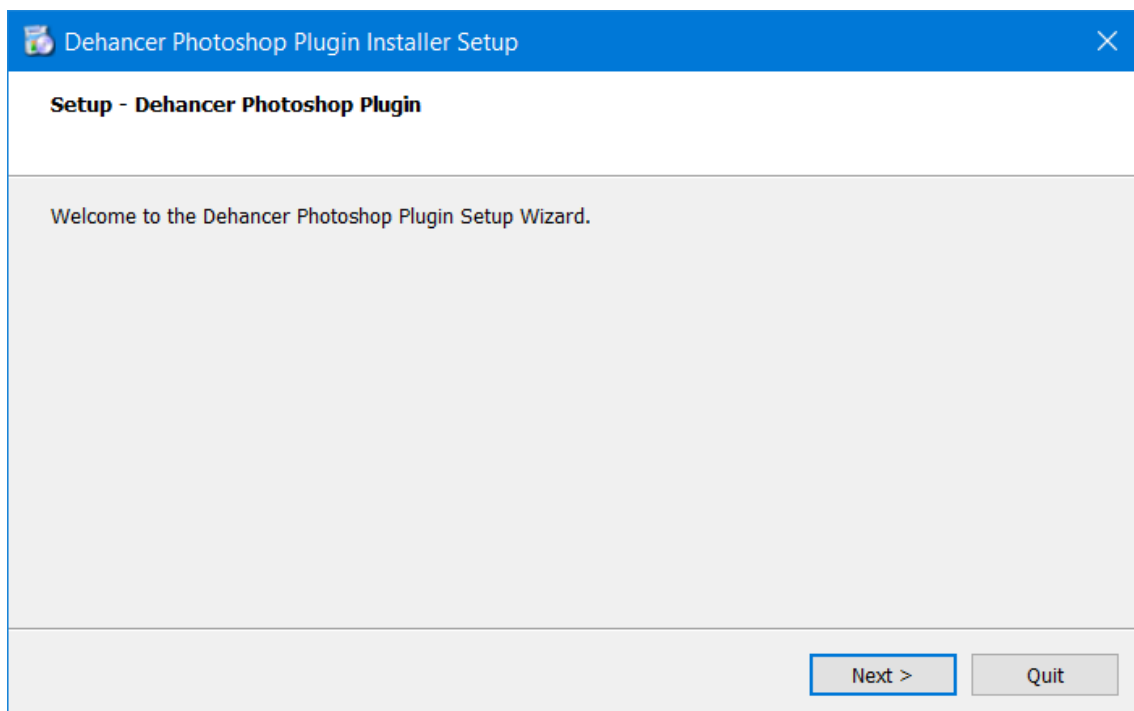 Dehancer Photoshop Plugin Installer Setup
Setup - Dehancer Photoshop Plugin
Welcome to the Dehancer Photoshop Plugin Setup Wizard.
Next >
Quit